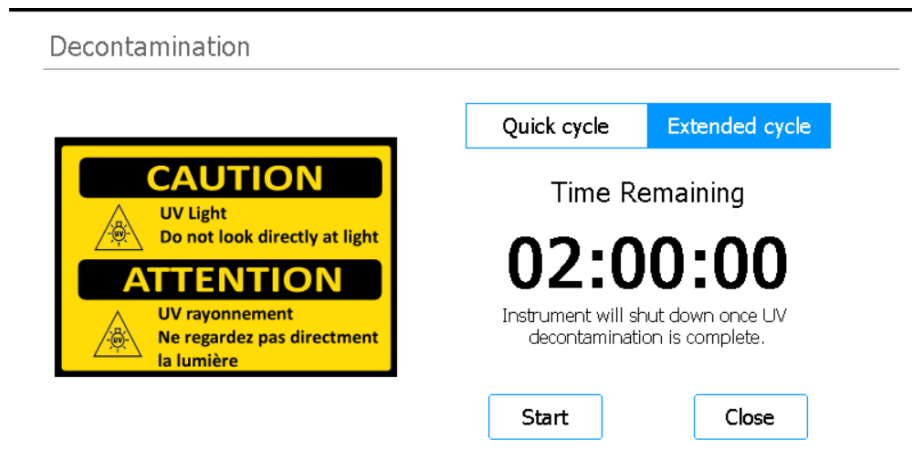 Decontamination
Quick cycle
Extended cycle
CAUTION
UV Light
UV
Do not look directly at light
ATTENTION
UV rayonnement
UV
Ne regardez pas directment
la lumière
Time Remaining
02:00:00
Instrument will shut down once UV
decontamination is complete.
Start
Close